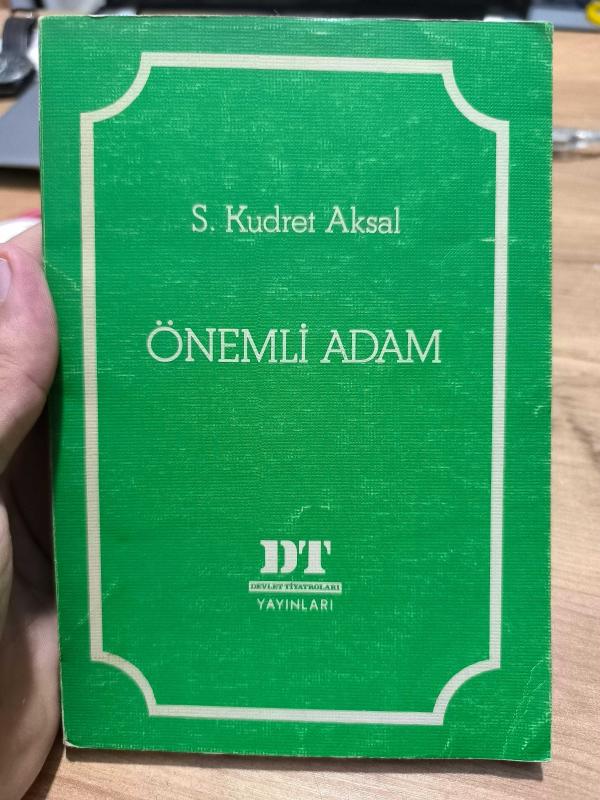 S. Kudret Aksal
ÖNEMLİ ADAM
DT
DEVLET TİYATROLARI
YAYINLARI